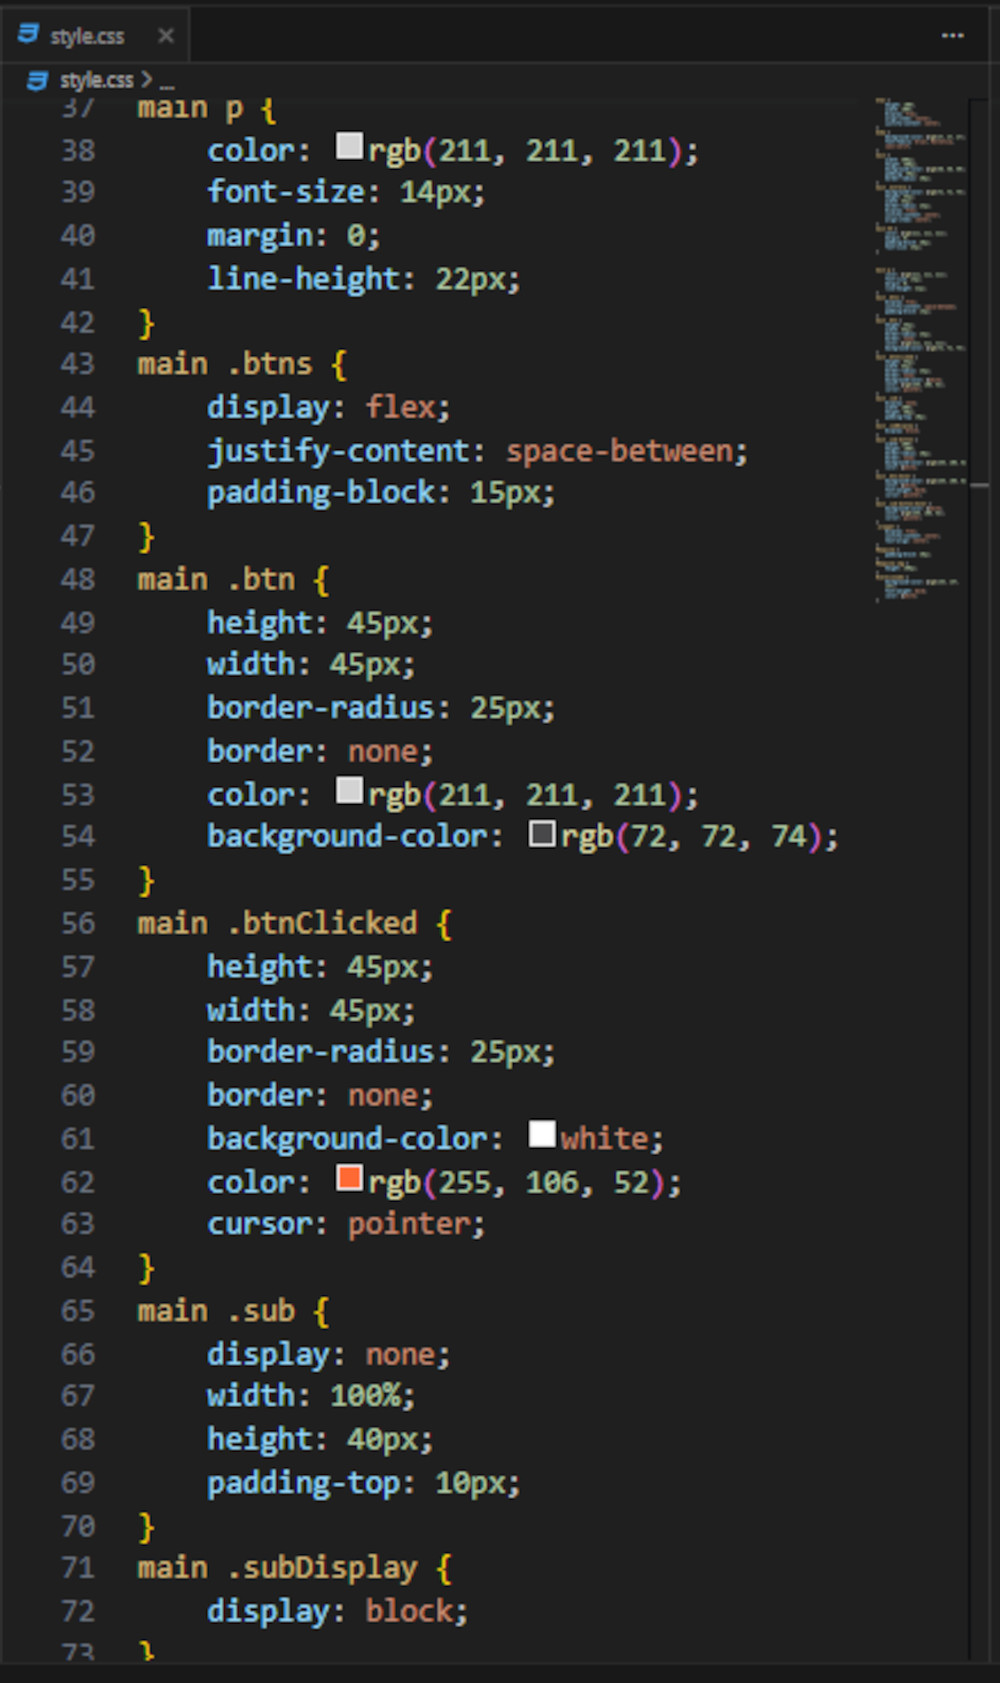 style.css ×
...
style.css > ...
37 main p {
38 color: rgb(211, 211, 211);
39 font-size: 14px;
40 margin: 0;
41 line-height: 22px;
42 }
43 main .btns {
44 display: flex;
45 justify-content: space-between;
46 padding-block: 15px;
47 }
48 main .btn {
49 height: 45px;
50 width: 45px;
51 border-radius: 25px;
52 border: none;
53 color: rgb(211, 211, 211);
54 background-color: rgb(72, 72, 74);
55 }
56 main .btnClicked {
57 height: 45px;
58 width: 45px;
59 border-radius: 25px;
60 border: none;
61 background-color: white;
62 color: rgb(255, 106, 52);
63 cursor: pointer;
64 }
65 main .sub {
66 display: none;
67 width: 100%;
68 height: 40px;
69 padding-top: 10px;
70 }
71 main .subDisplay {
72 display: block;
73 }